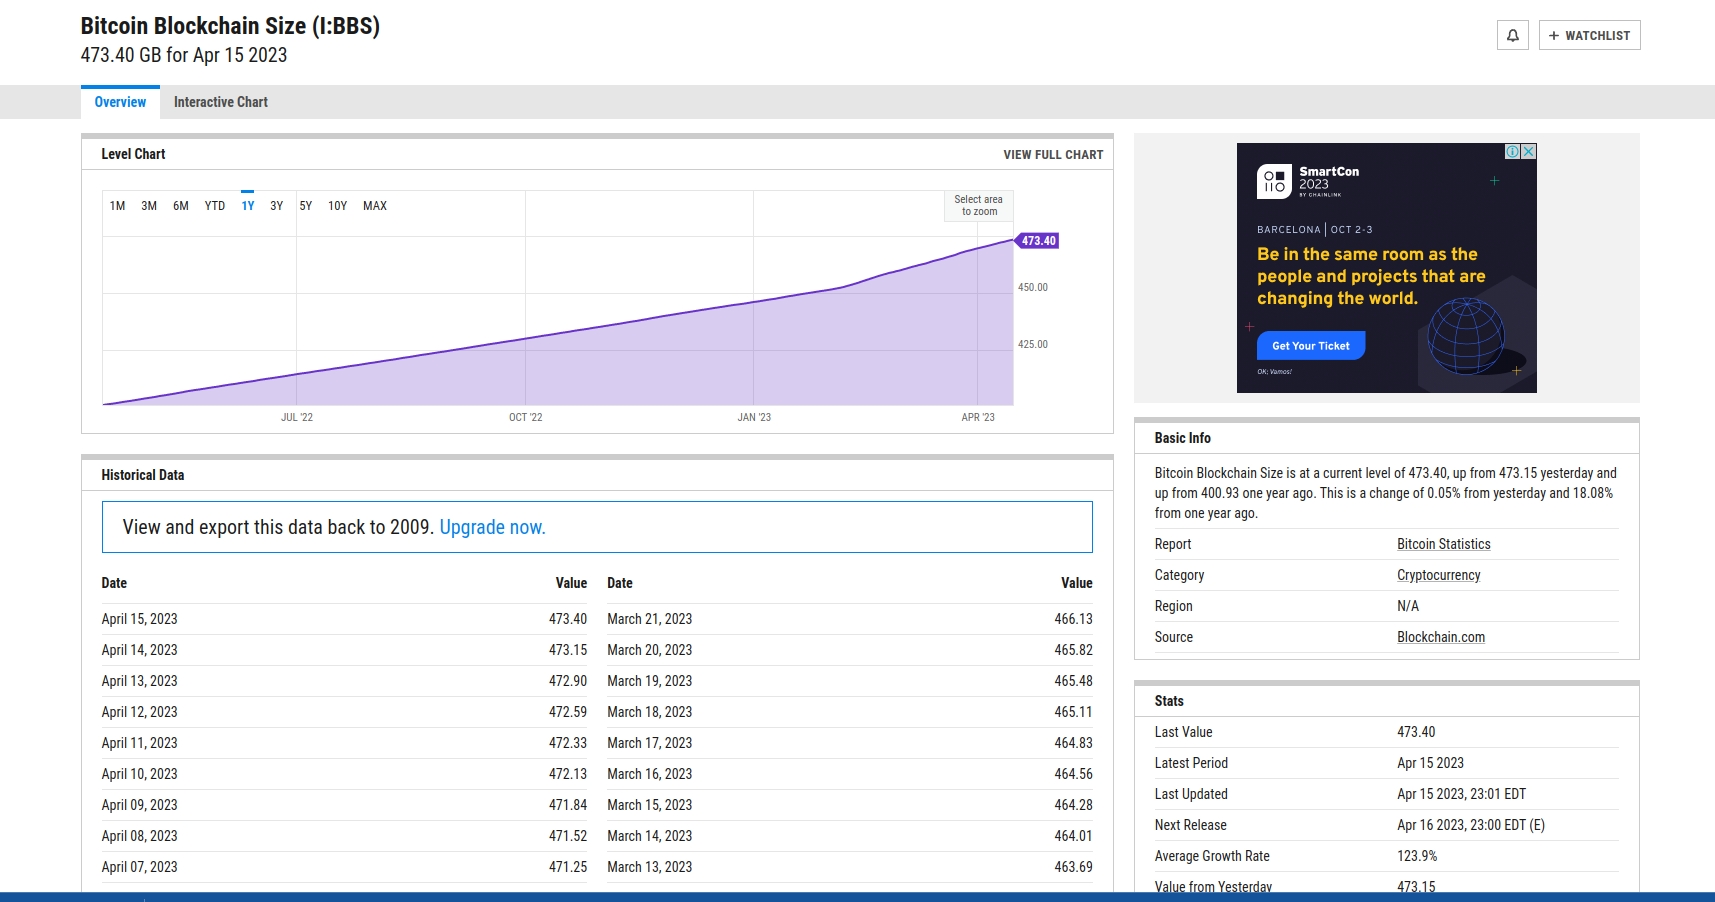 Bitcoin Blockchain Size (I:BBS)
473.40 GB for Apr 15 2023
WATCHLIST
Overview Interactive Chart
Level Chart VIEW FULL CHART
1M 3M 6M YTD 1Y 3Y 5Y 10Y MAX
Select area
to zoom
473.40
450.00
425.00
JUL '22 OCT '22 JAN '23 APR '23
Historical Data
View and export this data back to 2009. Upgrade now.
Date Value Date Value
April 15, 2023 473.40 March 21, 2023 466.13
April 14, 2023 473.15 March 20, 2023 465.82
April 13, 2023 472.90 March 19, 2023 465.48
April 12, 2023 472.59 March 18, 2023 465.11
April 11, 2023 472.33 March 17, 2023 464.83
April 10, 2023 472.13 March 16, 2023 464.56
April 09, 2023 471.84 March 15, 2023 464.28
April 08, 2023 471.52 March 14, 2023 464.01
April 07, 2023 471.25 March 13, 2023 463.69
SmartCon
2023
BY CHAINLINK
BARCELONA | OCT 2-3
Be in the same room as the
people and projects that are
changing the world.
Get Your Ticket
OK; Vamos!
Basic Info
Bitcoin Blockchain Size is at a current level of 473.40, up from 473.15 yesterday and
up from 400.93 one year ago. This is a change of 0.05% from yesterday and 18.08%
from one year ago.
Report Bitcoin Statistics
Category Cryptocurrency
Region N/A
Source Blockchain.com
Stats
Last Value 473.40
Latest Period Apr 15 2023
Last Updated Apr 15 2023, 23:01 EDT
Next Release Apr 16 2023, 23:00 EDT (E)
Average Growth Rate 123.9%
Value from Yesterday 473.15